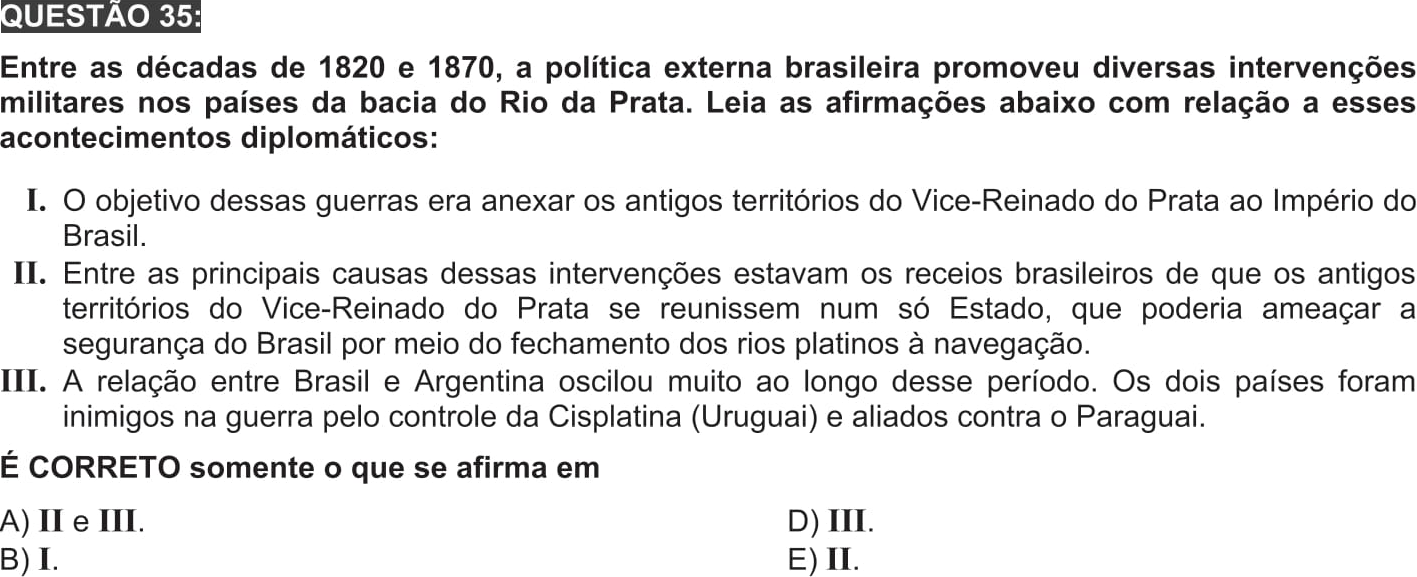 QUESTÃO 35:
Entre as décadas de 1820 e 1870, a política externa brasileira promoveu diversas intervenções
militares nos países da bacia do Rio da Prata. Leia as afirmações abaixo com relação a esses
acontecimentos diplomáticos:
I. O objetivo dessas guerras era anexar os antigos territórios do Vice-Reinado do Prata ao Império do
Brasil.
II. Entre as principais causas dessas intervenções estavam os receios brasileiros de que os antigos
territórios do Vice-Reinado do Prata se reunissem num só Estado, que poderia ameaçar a
segurança do Brasil por meio do fechamento dos rios platinos à navegação.
III. A relação entre Brasil e Argentina oscilou muito ao longo desse período. Os dois países foram
inimigos na guerra pelo controle da Cisplatina (Uruguai) e aliados contra o Paraguai.
É CORRETO somente o que se afirma em
A) II e III.
B) I.
D) III.
E) II.